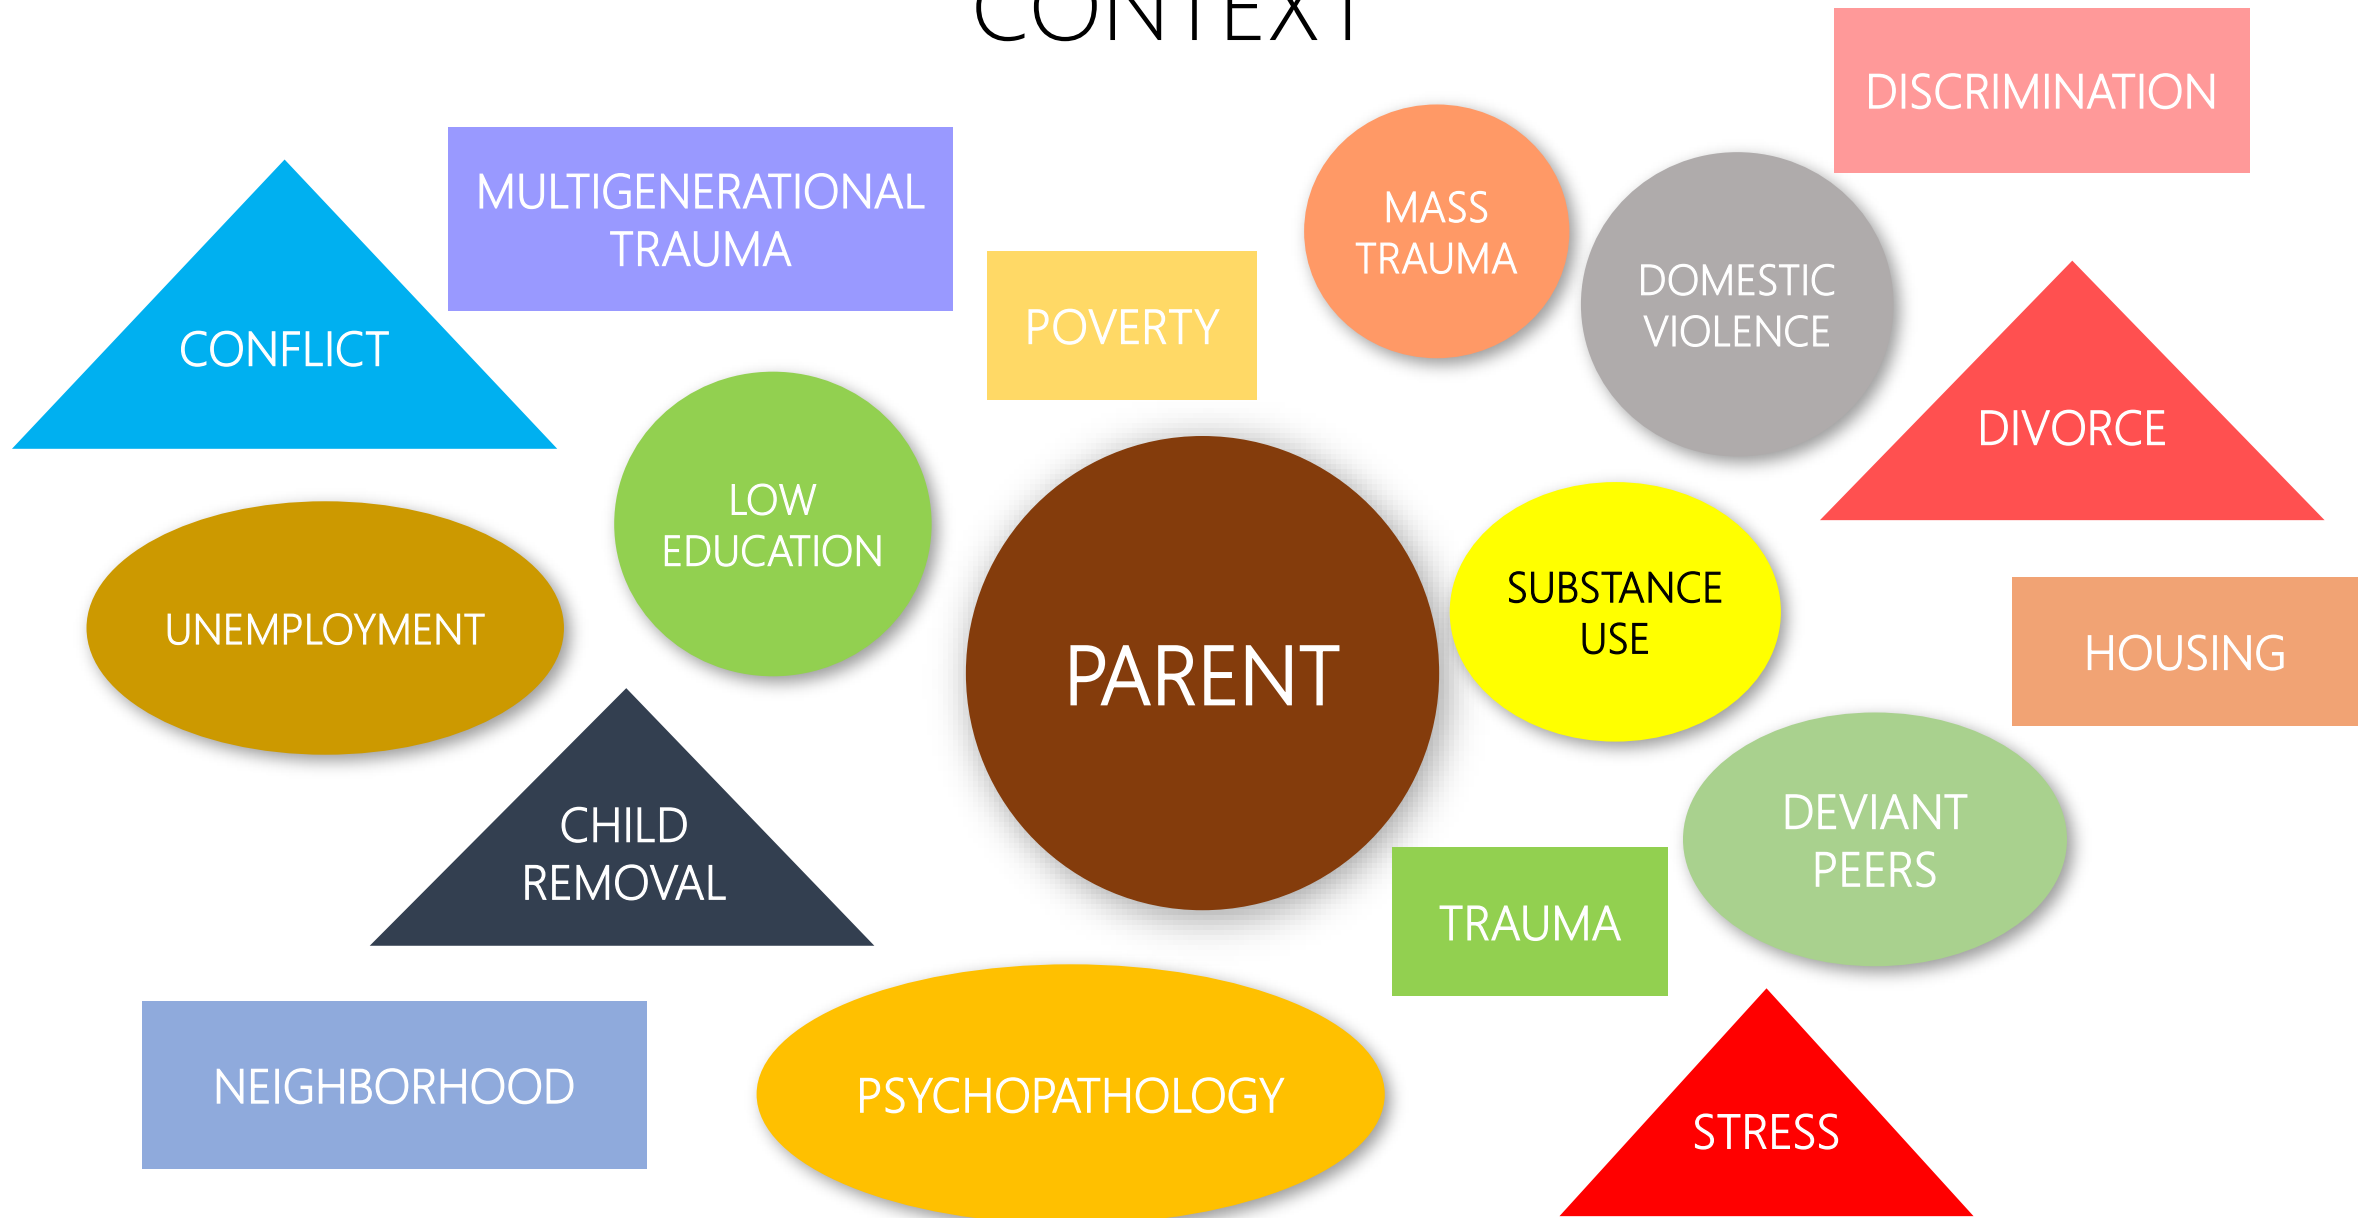 CONTEXT
DISCRIMINATION
MULTIGENERATIONAL
TRAUMA
MASS
TRAUMA
DOMESTIC
VIOLENCE
POVERTY
CONFLICT
DIVORCE
LOW
EDUCATION
SUBSTANCE
USE
UNEMPLOYMENT
PARENT
HOUSING
CHILD
REMOVAL
DEVIANT
PEERS
TRAUMA
NEIGHBORHOOD
PSYCHOPATHOLOGY
STRESS